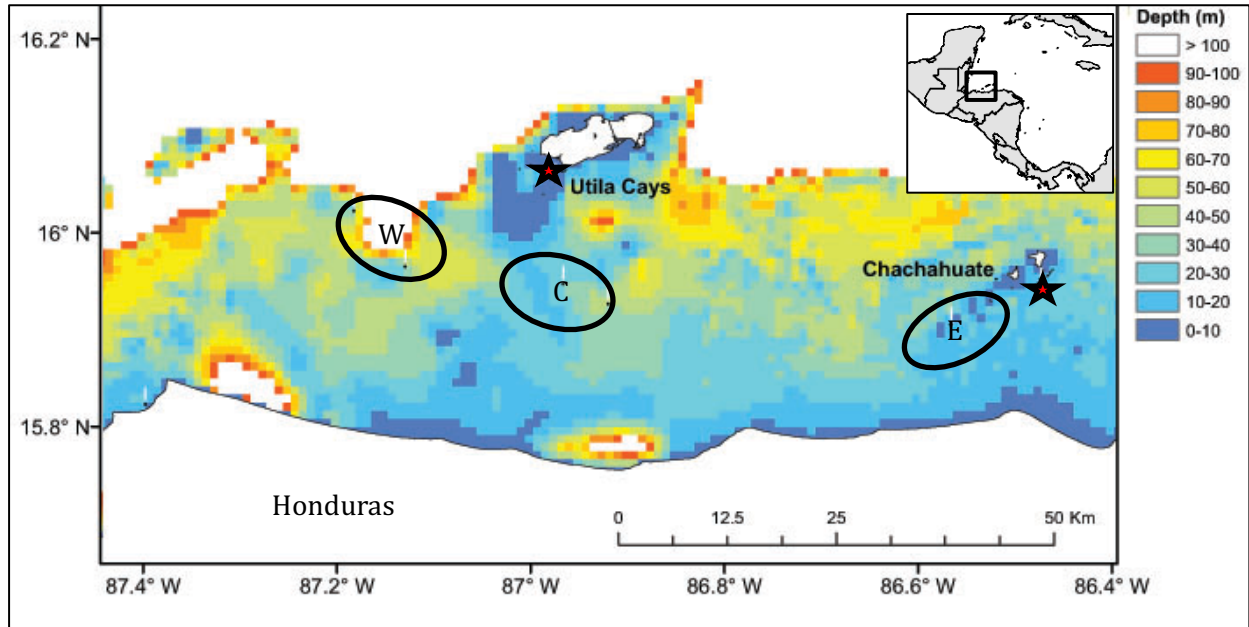 Depth (m)
> 100
90-100
80-90
70-80
60-70
50-60
40-50
30-40
20-30
10-20
0-10
16.2° N
16° N
15.8° N
Utila Cays
W
C
Chachahuate
E
Honduras
0 12.5 25 50 Km
87.4° W 87.2° W 87° W 86.8° W 86.6° W 86.4° W